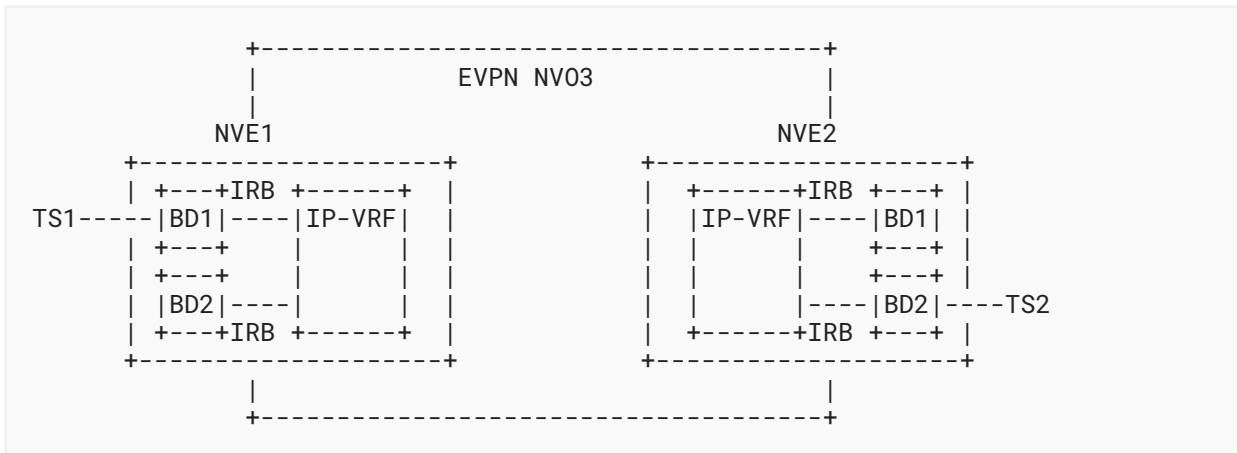 +-------------------------------------+
|             EVPN NVO3               |
|                                     |
NVE1                                NVE2
+--------------------+            +--------------------+
| +---+IRB +------+  |            |  +------+IRB +---+ |
TS1-----|BD1|----|IP-VRF|  |            |  |IP-VRF|----|BD1| |
| +---+    |      |  |            |  |      |    +---+ |
| +---+    |      |  |            |  |      |    +---+ |
| |BD2|----|      |  |            |  |      |----|BD2|----TS2
| +---+IRB +------+  |            |  +------+IRB +---+ |
+--------------------+            +--------------------+
|                                     |
+-------------------------------------+